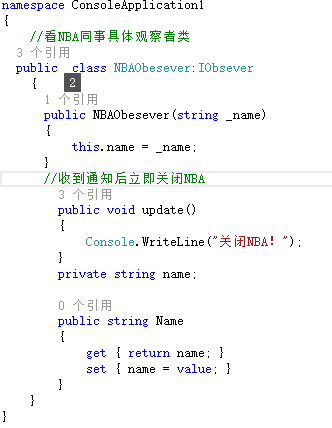 namespace ConsoleApplication1
{
//看NBA同事具体观察者类
3 个引用
public class NBAObesever:IObsever
{
2
1 个引用
public NBAObesever(string _name)
{
this.name = _name;
}
//收到通知后立即关闭NBA
3 个引用
public void update()
{
Console.WriteLine("关闭NBA！");
}
private string name;
0 个引用
public string Name
{
get { return name; }
set { name = value; }
}
}
}